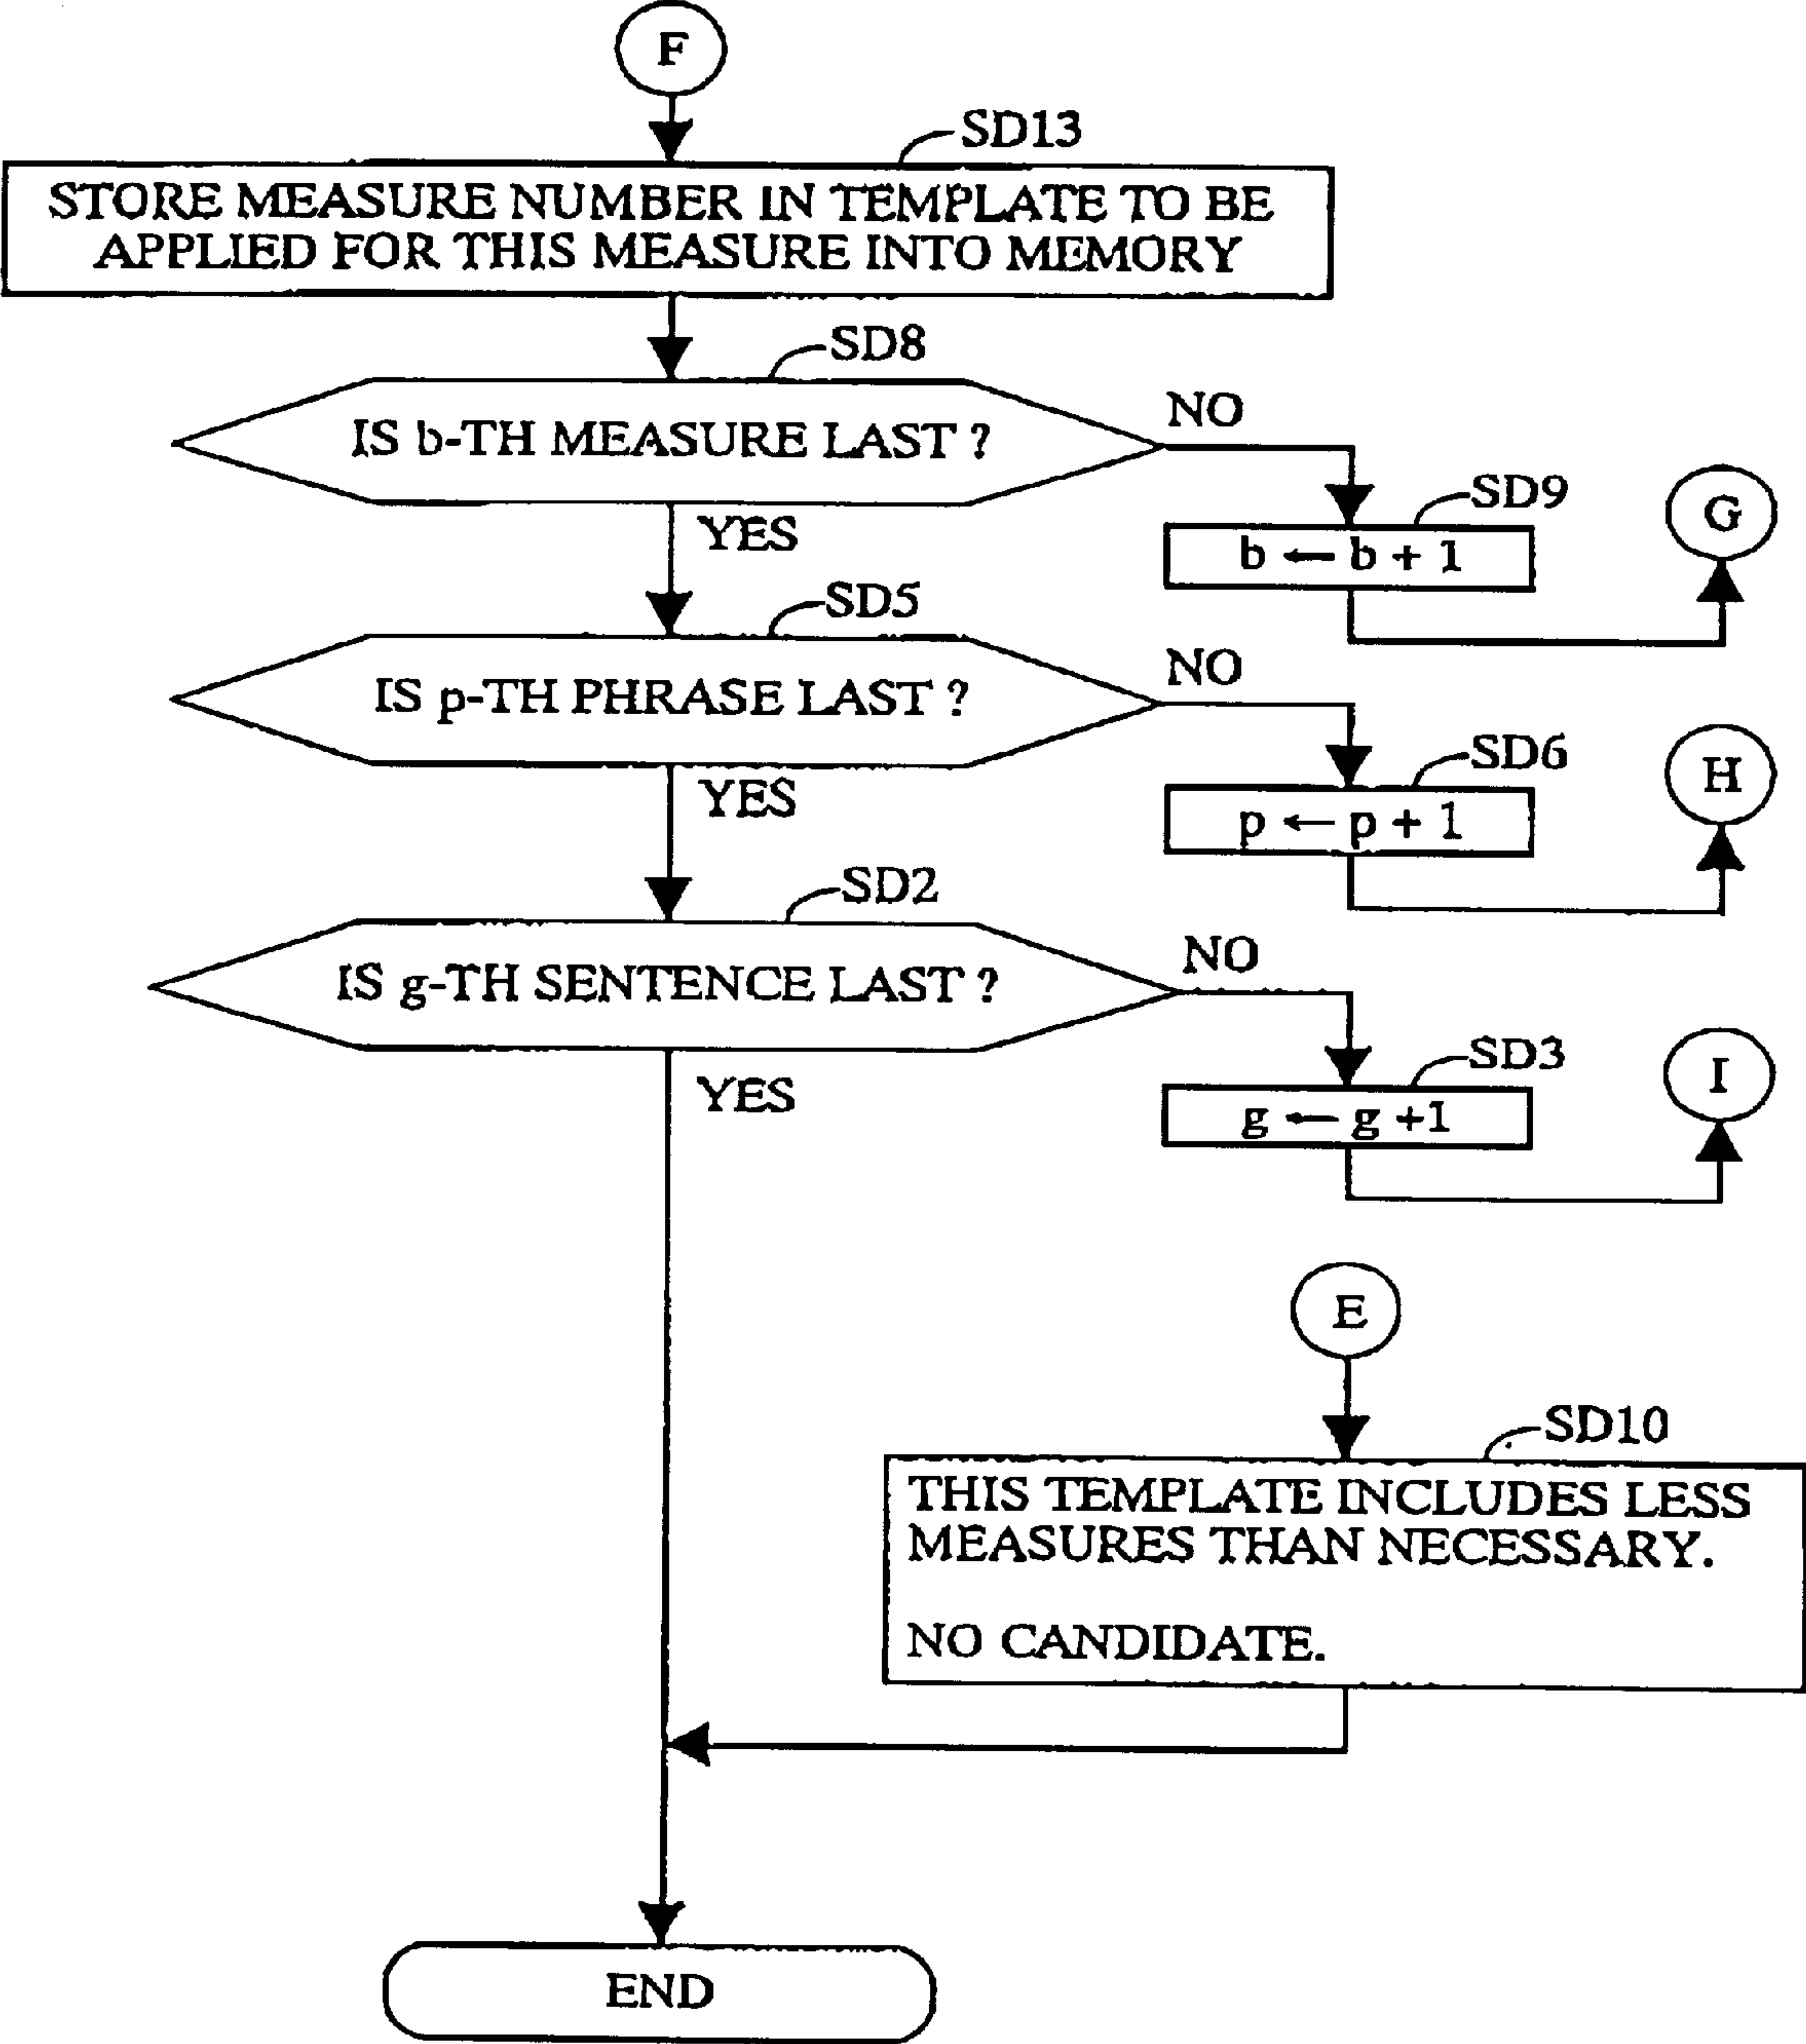 F
SD13
STORE MEASURE NUMBER IN TEMPLATE TO BE
APPLIED FOR THIS MEASURE INTO MEMORY
SD8
IS b-TH MEASURE LAST ?
NO
YES
SD9
b ← b + 1
G
SD5
IS p-TH PHRASE LAST ?
NO
YES
SD6
p ← p + 1
H
SD2
IS g-TH SENTENCE LAST ?
NO
YES
SD3
g ← g +1
I
E
SD10
THIS TEMPLATE INCLUDES LESS
MEASURES THAN NECESSARY.
NO CANDIDATE.
END